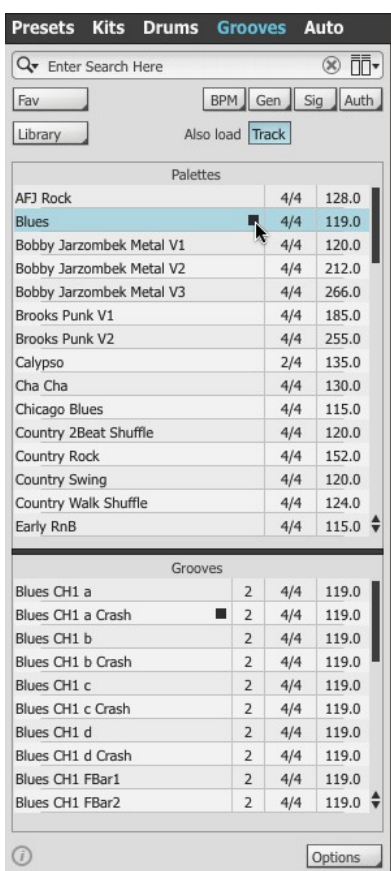 Presets Kits Drums Grooves Auto
Enter Search Here
Fav BPM Gen Sig Auth
Library Also load Track
Palettes
AFJ Rock 4/4 128.0
Blues 4/4 119.0
Bobby Jarzombek Metal V1 4/4 120.0
Bobby Jarzombek Metal V2 4/4 212.0
Bobby Jarzombek Metal V3 4/4 266.0
Brooks Punk V1 4/4 185.0
Brooks Punk V2 4/4 255.0
Calypso 2/4 135.0
Cha Cha 4/4 130.0
Chicago Blues 4/4 115.0
Country 2Beat Shuffle 4/4 120.0
Country Rock 4/4 152.0
Country Swing 4/4 120.0
Country Walk Shuffle 4/4 124.0
Early RnB 4/4 115.0
Grooves
Blues CH1 a 2 4/4 119.0
Blues CH1 a Crash 2 4/4 119.0
Blues CH1 b 2 4/4 119.0
Blues CH1 b Crash 2 4/4 119.0
Blues CH1 c 2 4/4 119.0
Blues CH1 c Crash 2 4/4 119.0
Blues CH1 d 2 4/4 119.0
Blues CH1 d Crash 2 4/4 119.0
Blues CH1 FBar1 2 4/4 119.0
Blues CH1 FBar2 2 4/4 119.0
Options